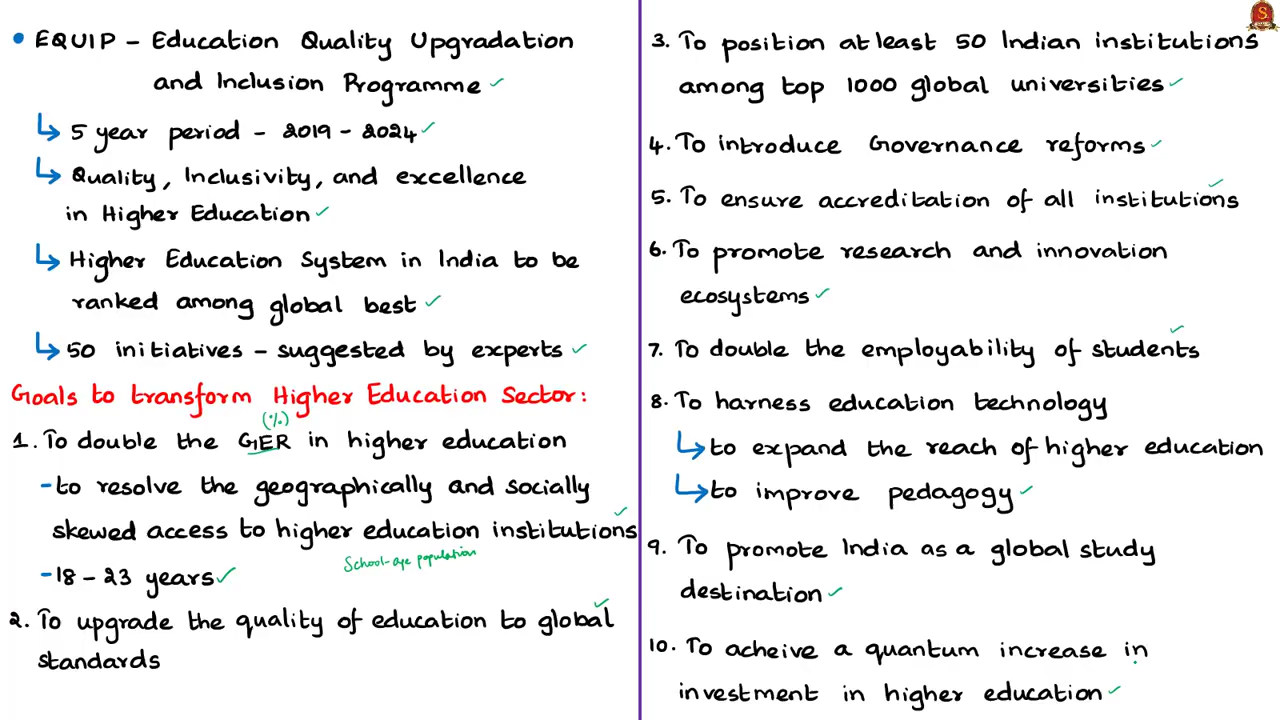 • EQUIP - Education Quality Upgradation
and Inclusion Programme
↳ 5 year period - 2019 - 2024
↳ Quality, Inclusivity, and excellence
in Higher Education
↳ Higher Education System in India to be
ranked among global best
↳ 50 initiatives - suggested by experts
Goals to transform Higher Education Sector:
(%)
1. To double the GER in higher education
- to resolve the geographically and socially
skewed access to higher education institutions
School-age population
- 18 - 23 years
2. To upgrade the quality of education to global
standards
3. To position atleast 50 Indian institutions
among top 1000 global universities
4. To introduce Governance reforms
5. To ensure accreditation of all institutions
6. To promote research and innovation
ecosystems
7. To double the employability of students
8. To harness education technology
↳ to expand the reach of higher education
↳ to improve pedagogy
9. To promote India as a global study
destination
10. To acheive a quantum increase in
investment in higher education
S